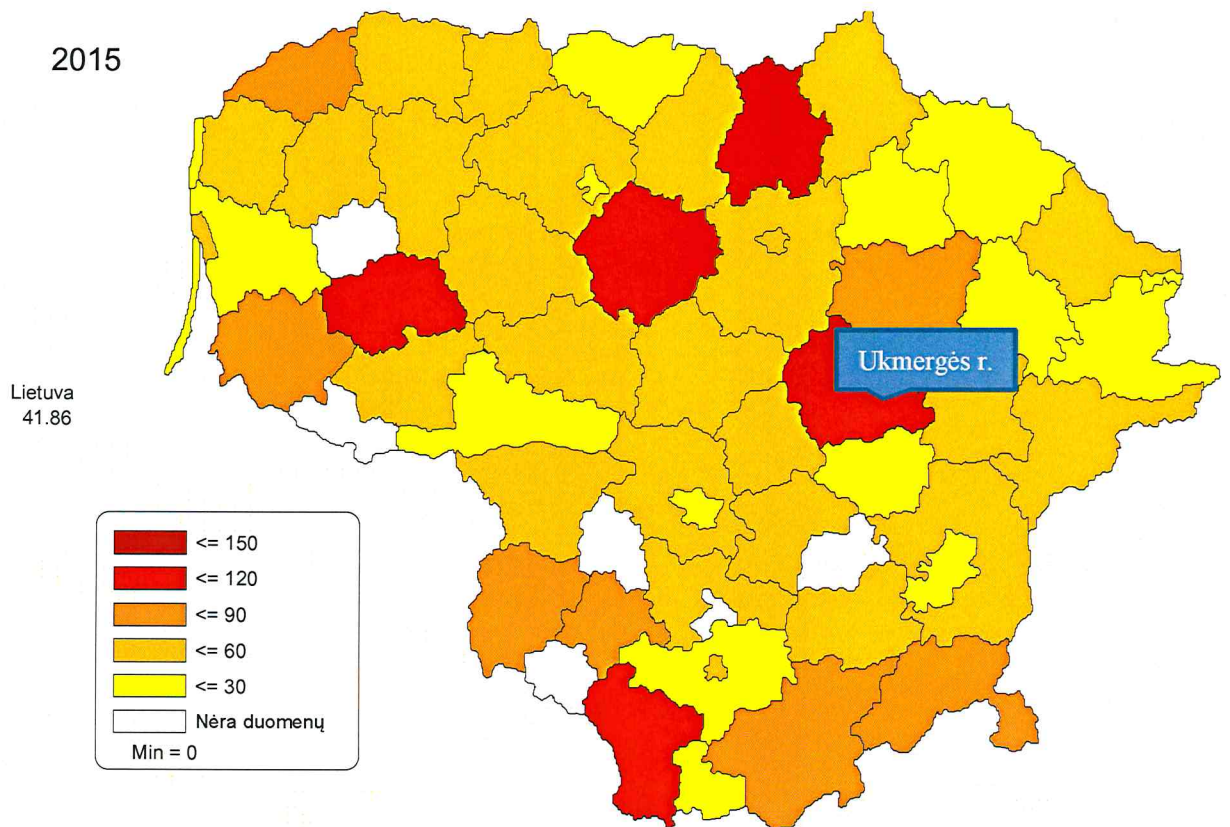 2015
Ukmergės r.
Lietuva
41.86
<= 150
<= 120
<= 90
<= 60
<= 30
Nėra duomenų
Min = 0